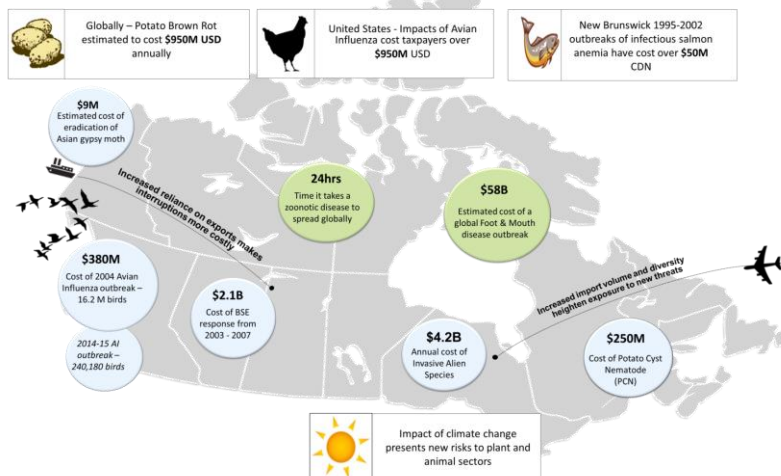 Globally – Potato Brown Rot
estimated to cost $950M USD
annually
United States - Impacts of Avian
Influenza cost taxpayers over
$950M USD
New Brunswick 1995-2002
outbreaks of infectious salmon
anemia have cost over $50M
CDN
$9M
Estimated cost of
eradication of
Asian gypsy moth
Increased reliance on exports makes
interruptions more costly
24hrs
Time it takes a
zoonotic disease to
spread globally
$58B
Estimated cost of a
global Foot & Mouth
disease outbreak
$380M
Cost of 2004 Avian
Influenza outbreak –
16.2 M birds
2014-15 AI
outbreak –
240,180 birds
$2.1B
Cost of BSE
response from
2003 - 2007
Increased import volume and diversity
heighten exposure to new threats
$4.2B
Annual cost of
Invasive Alien
Species
$250M
Cost of Potato Cyst
Nematode
(PCN)
Impact of climate change
presents new risks to plant and
animal sectors